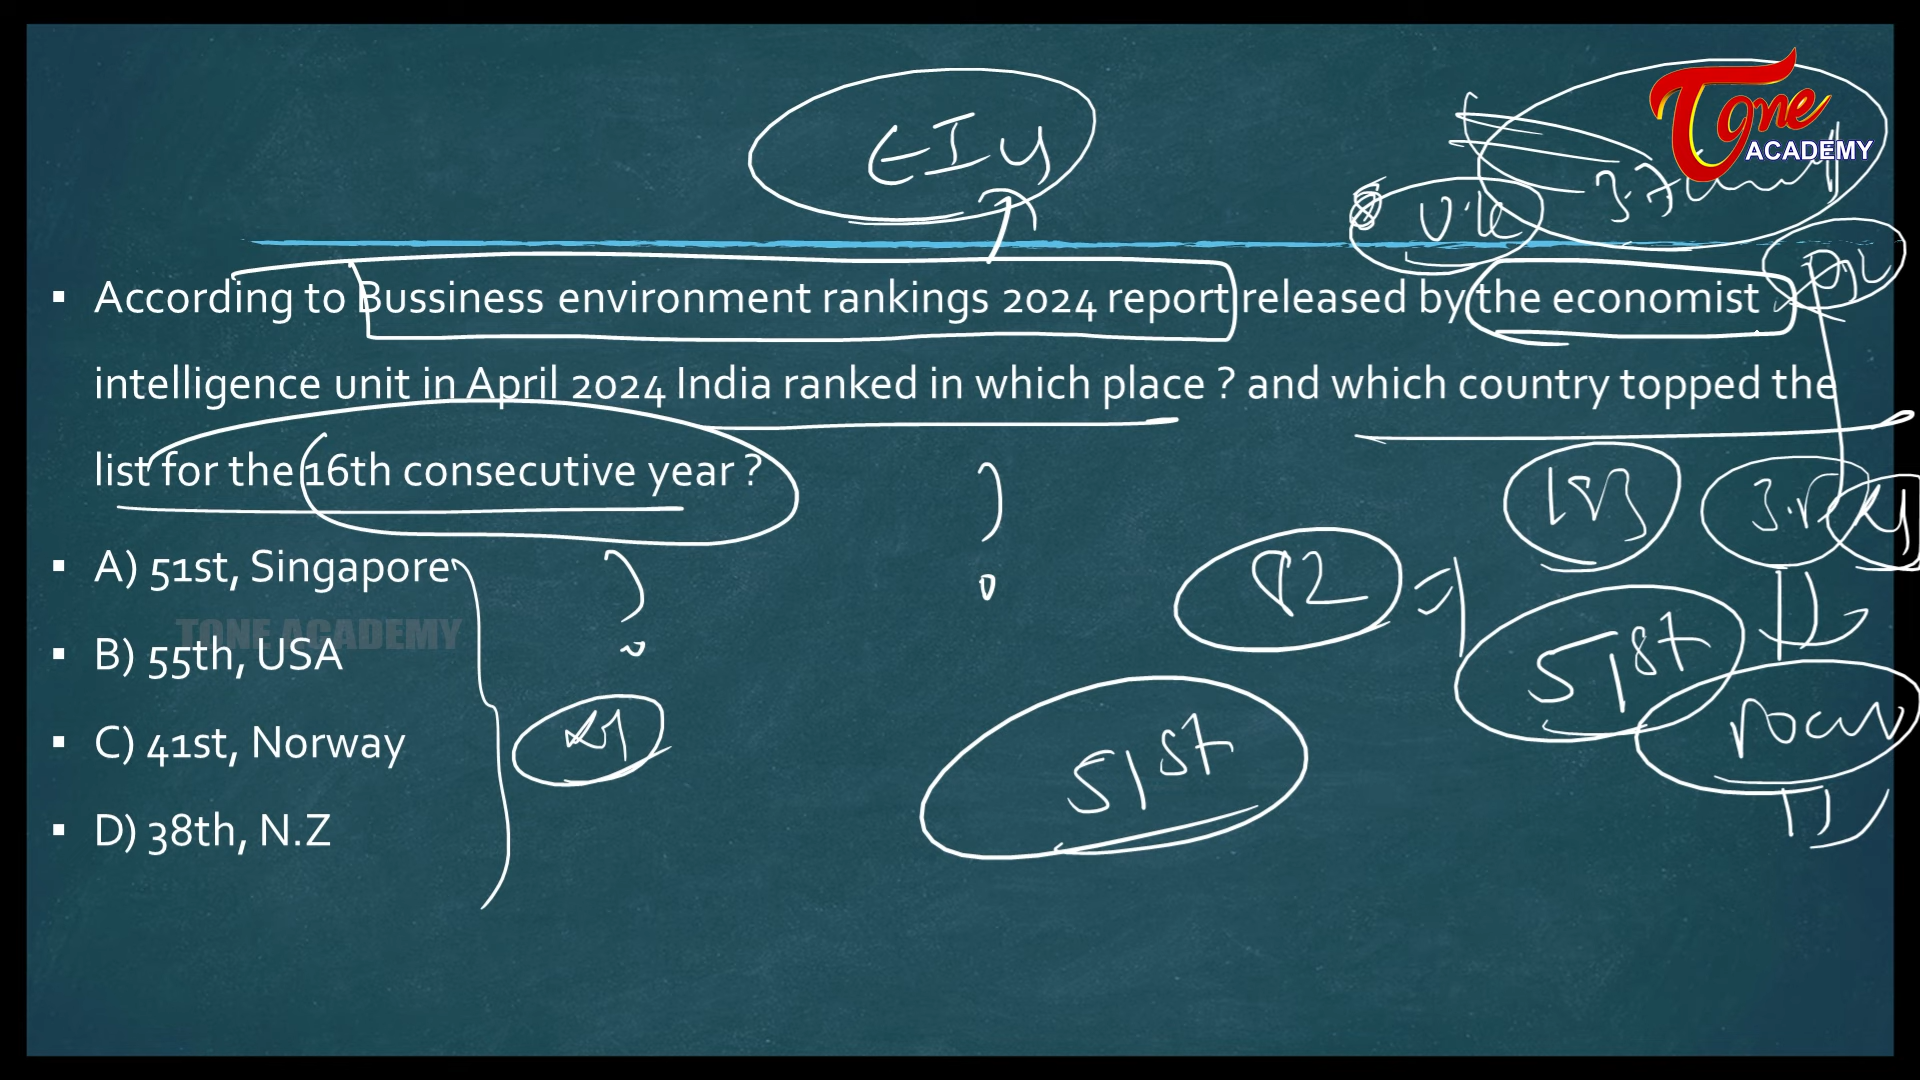 EIU
Tone
ACADEMY
U.K
▪ According to Bussiness environment rankings 2024 report released by the economist
intelligence unit in April 2024 India ranked in which place ? and which country topped the
list for the 16th consecutive year ?
▪ A) 51st, Singapore
TONE ACADEMY
▪ B) 55th, USA
▪ C) 41st, Norway
▪ D) 38th, N.Z
82
51st
51st